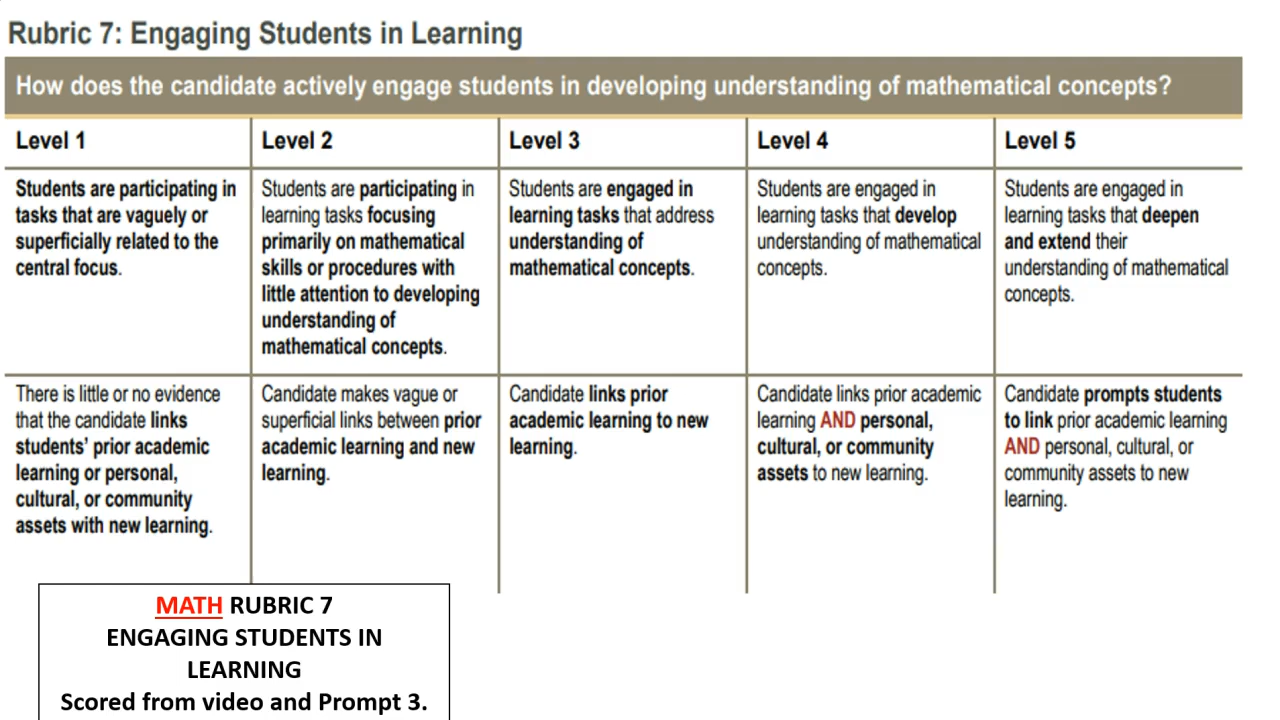 Rubric 7: Engaging Students in Learning
How does the candidate actively engage students in developing understanding of mathematical concepts?
Level 1
Level 2
Level 3
Level 4
Level 5
Students are participating in
tasks that are vaguely or
superficially related to the
central focus.
Students are participating in
learning tasks focusing
primarily on mathematical
skills or procedures with
little attention to developing
understanding of
mathematical concepts.
Students are engaged in
learning tasks that address
understanding of
mathematical concepts.
Students are engaged in
learning tasks that develop
understanding of mathematical
concepts.
Students are engaged in
learning tasks that deepen
and extend their
understanding of mathematical
concepts.
There is little or no evidence
that the candidate links
students' prior academic
learning or personal,
cultural, or community
assets with new learning.
Candidate makes vague or
superficial links between prior
academic learning and new
learning.
Candidate links prior
academic learning to new
learning.
Candidate links prior academic
learning AND personal,
cultural, or community
assets to new learning.
Candidate prompts students
to link prior academic learning
AND personal, cultural, or
community assets to new
learning.
MATH RUBRIC 7
ENGAGING STUDENTS IN
LEARNING
Scored from video and Prompt 3.